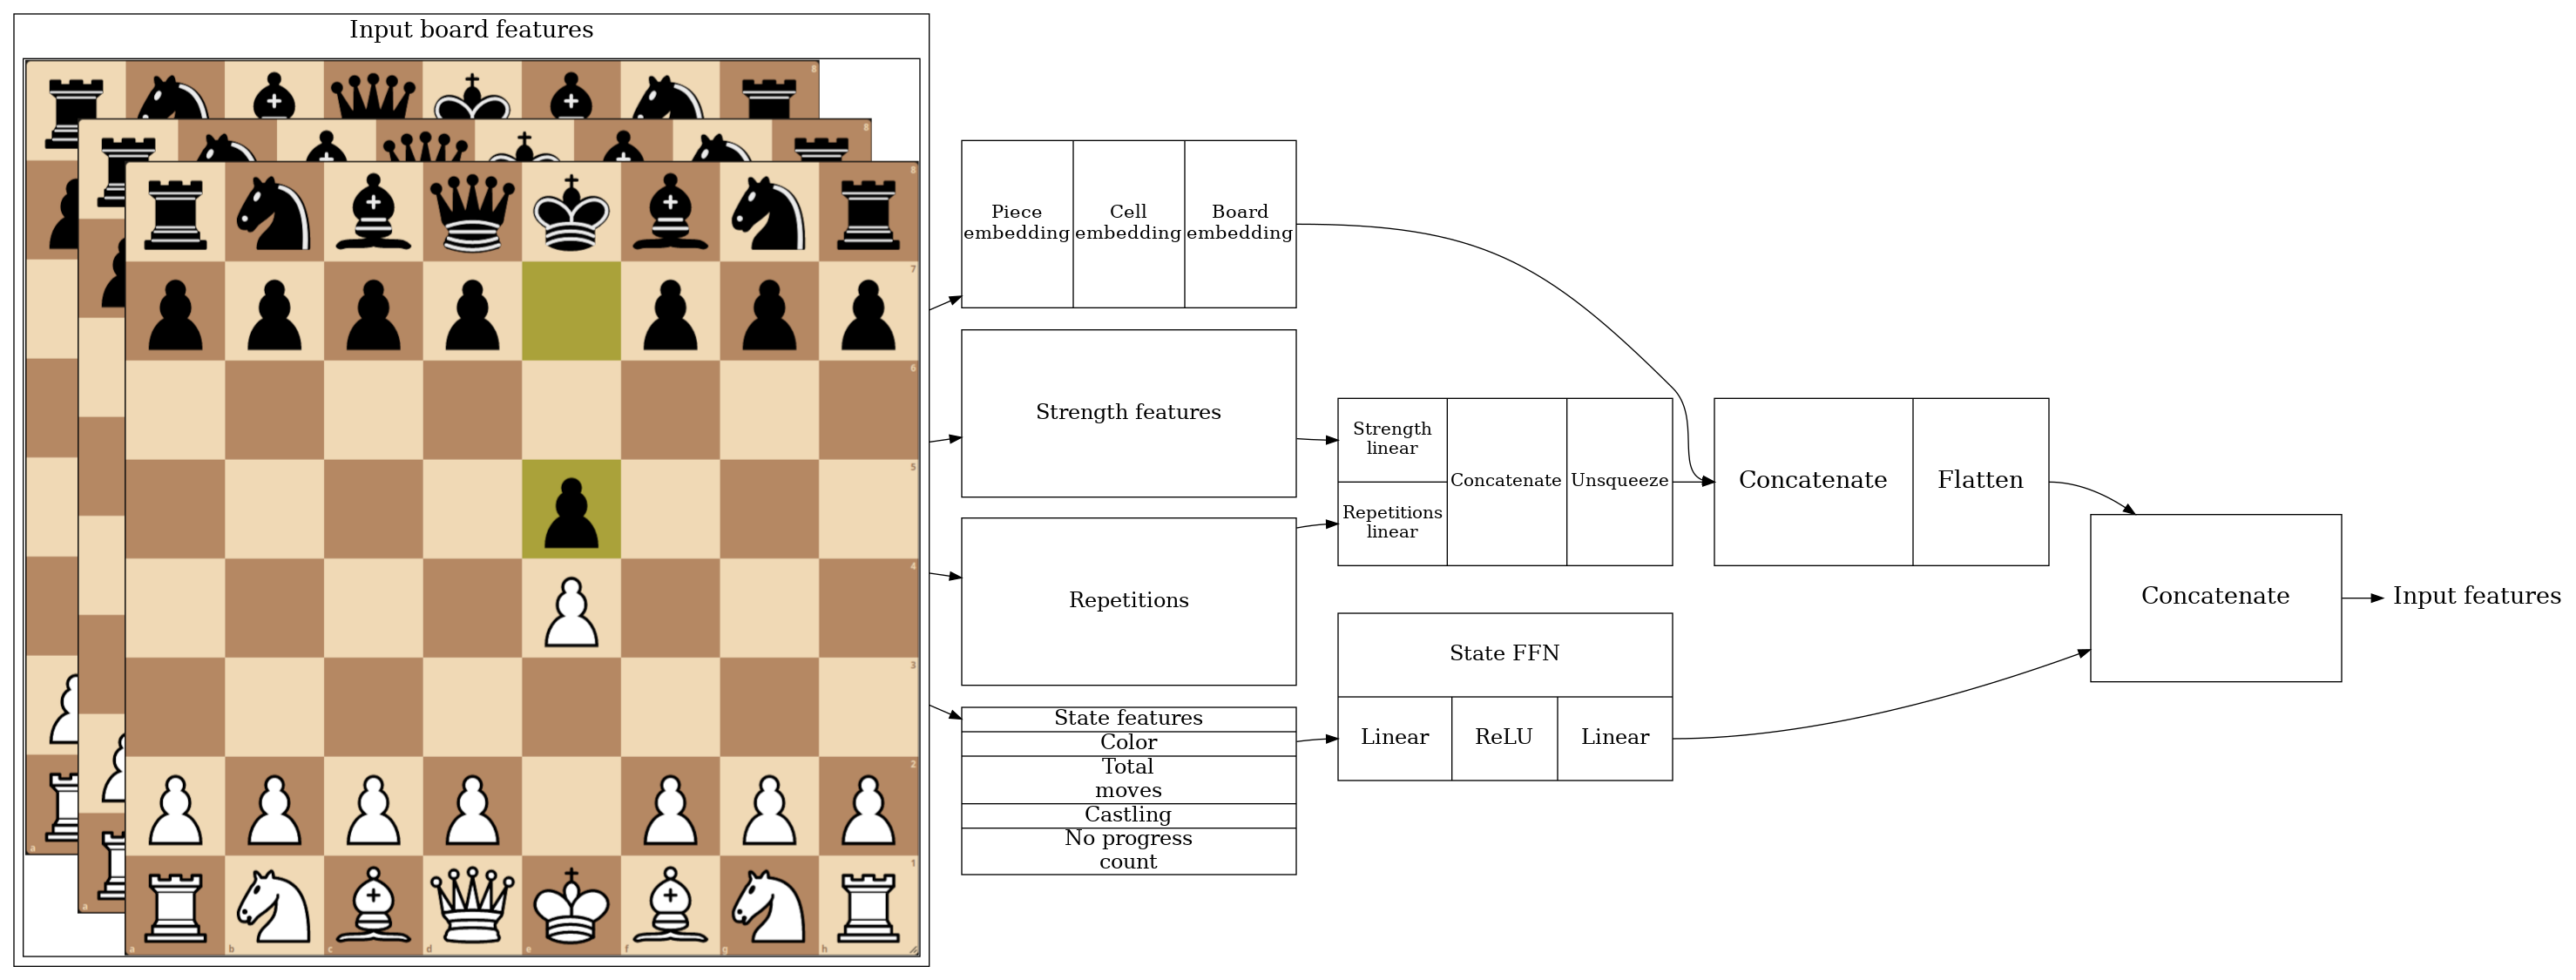 Input board features
8
8
8
7
6
5
4
3
2
1
a
a
a
b
c
d
e
f
g
h
Piece
embedding
Cell
embedding
Board
embedding
Strength features
Repetitions
State features
Color
Total
moves
Castling
No progress
count
Strength
linear
Repetitions
linear
Concatenate
Unsqueeze
State FFN
Linear
ReLU
Linear
Concatenate
Flatten
Concatenate
Input features